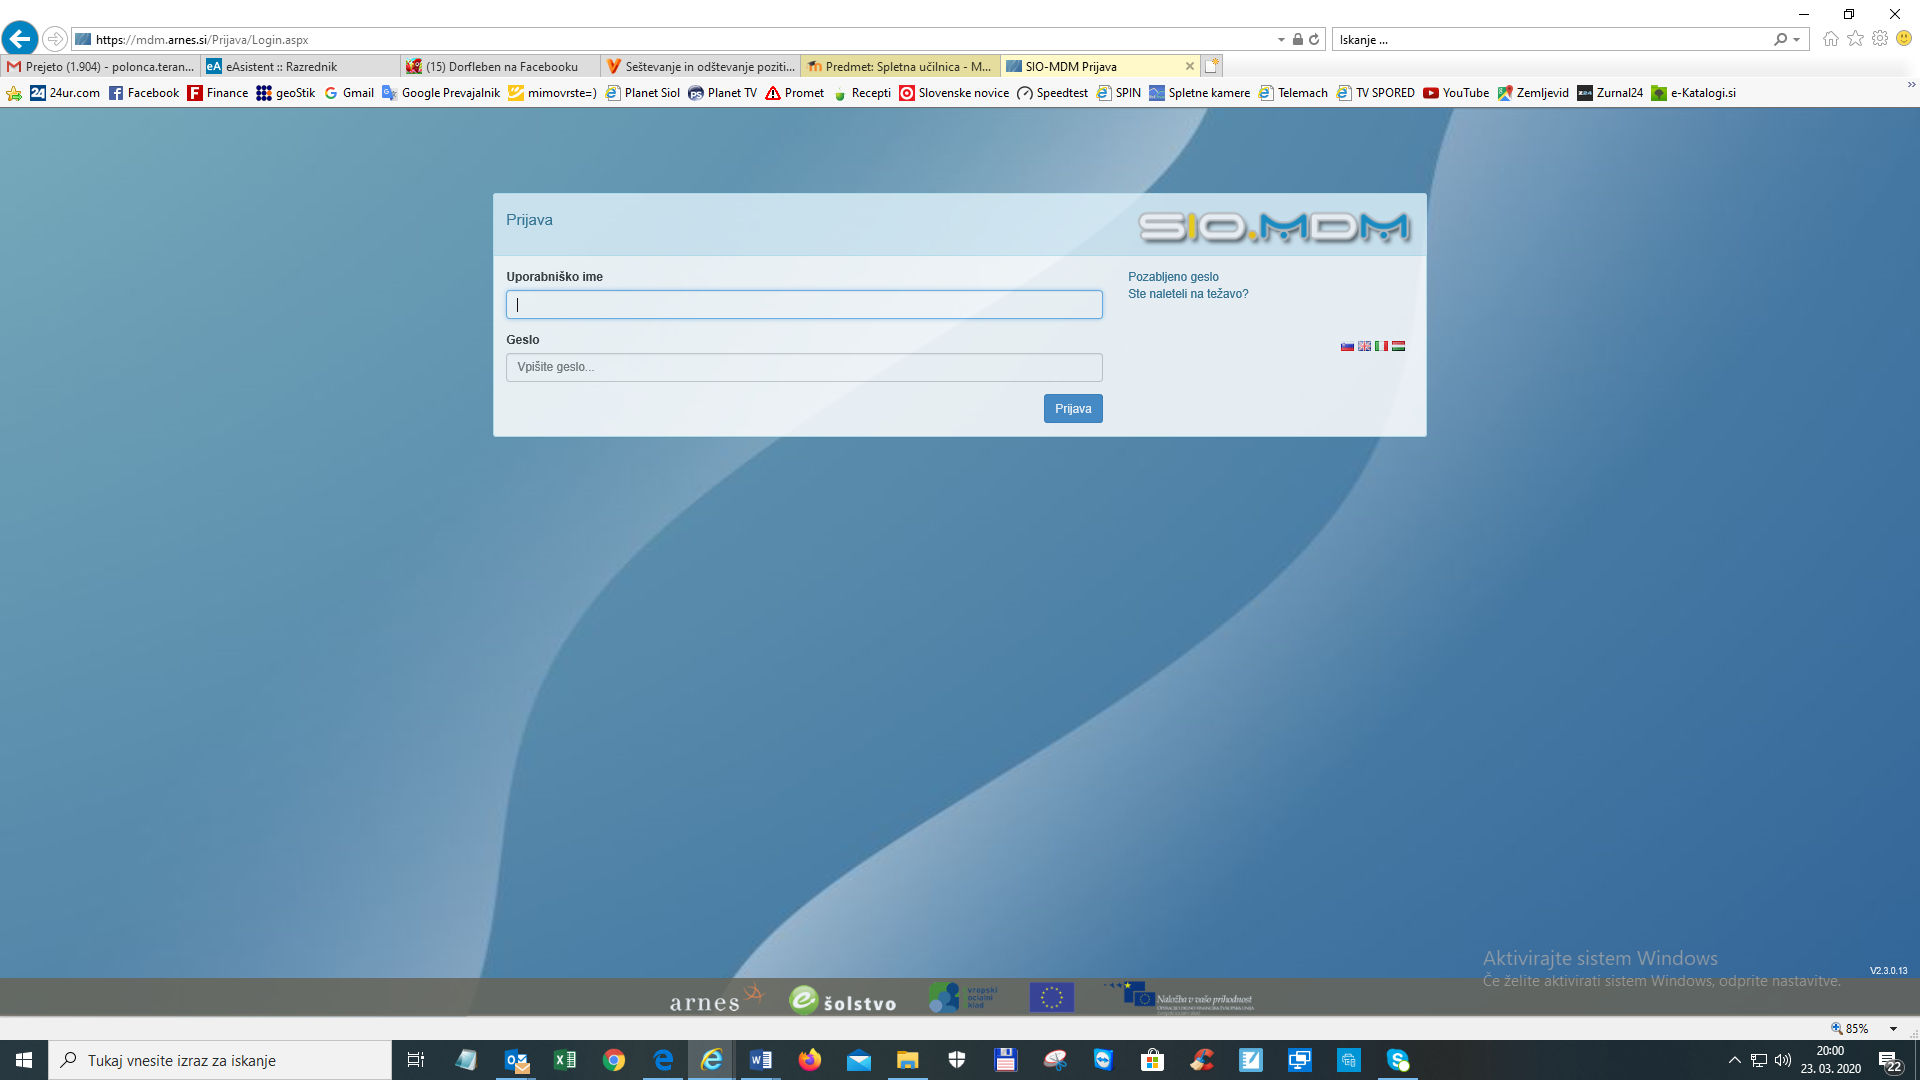 https://mdm.arnes.si/Prijava/Login.aspx
Iskanje ...
Prejeto (1.904) - polonca.teran...
eA eAsistent :: Razrednik
(15) Dorfleben na Facebooku
Seštevanje in odštevanje poziti...
Predmet: Spletna učilnica - M...
SIO-MDM Prijava
24 24ur.com
Facebook
F Finance
geoStik
G Gmail
Google Prevajalnik
mimovrste=)
Planet Siol
PS Planet TV
Promet
Recepti
Slovenske novice
Speedtest
SPIN
Spletne kamere
Telemach
TV SPORED
YouTube
Zemljevid
Zurnal24
e-Katalogi.si
Prijava
SIO.MDM
Uporabniško ime
Pozabljeno geslo
Ste naleteli na težavo?
Geslo
Vpišite geslo...
Prijava
Aktivirajte sistem Windows
Če želite aktivirati sistem Windows, odprite nastavitve.
V2.3.0.13
arnes
e šolstvo
Naložba v vašo prihodnost
85%
Tukaj vnesite izraz za iskanje
20:00
23. 03. 2020
22